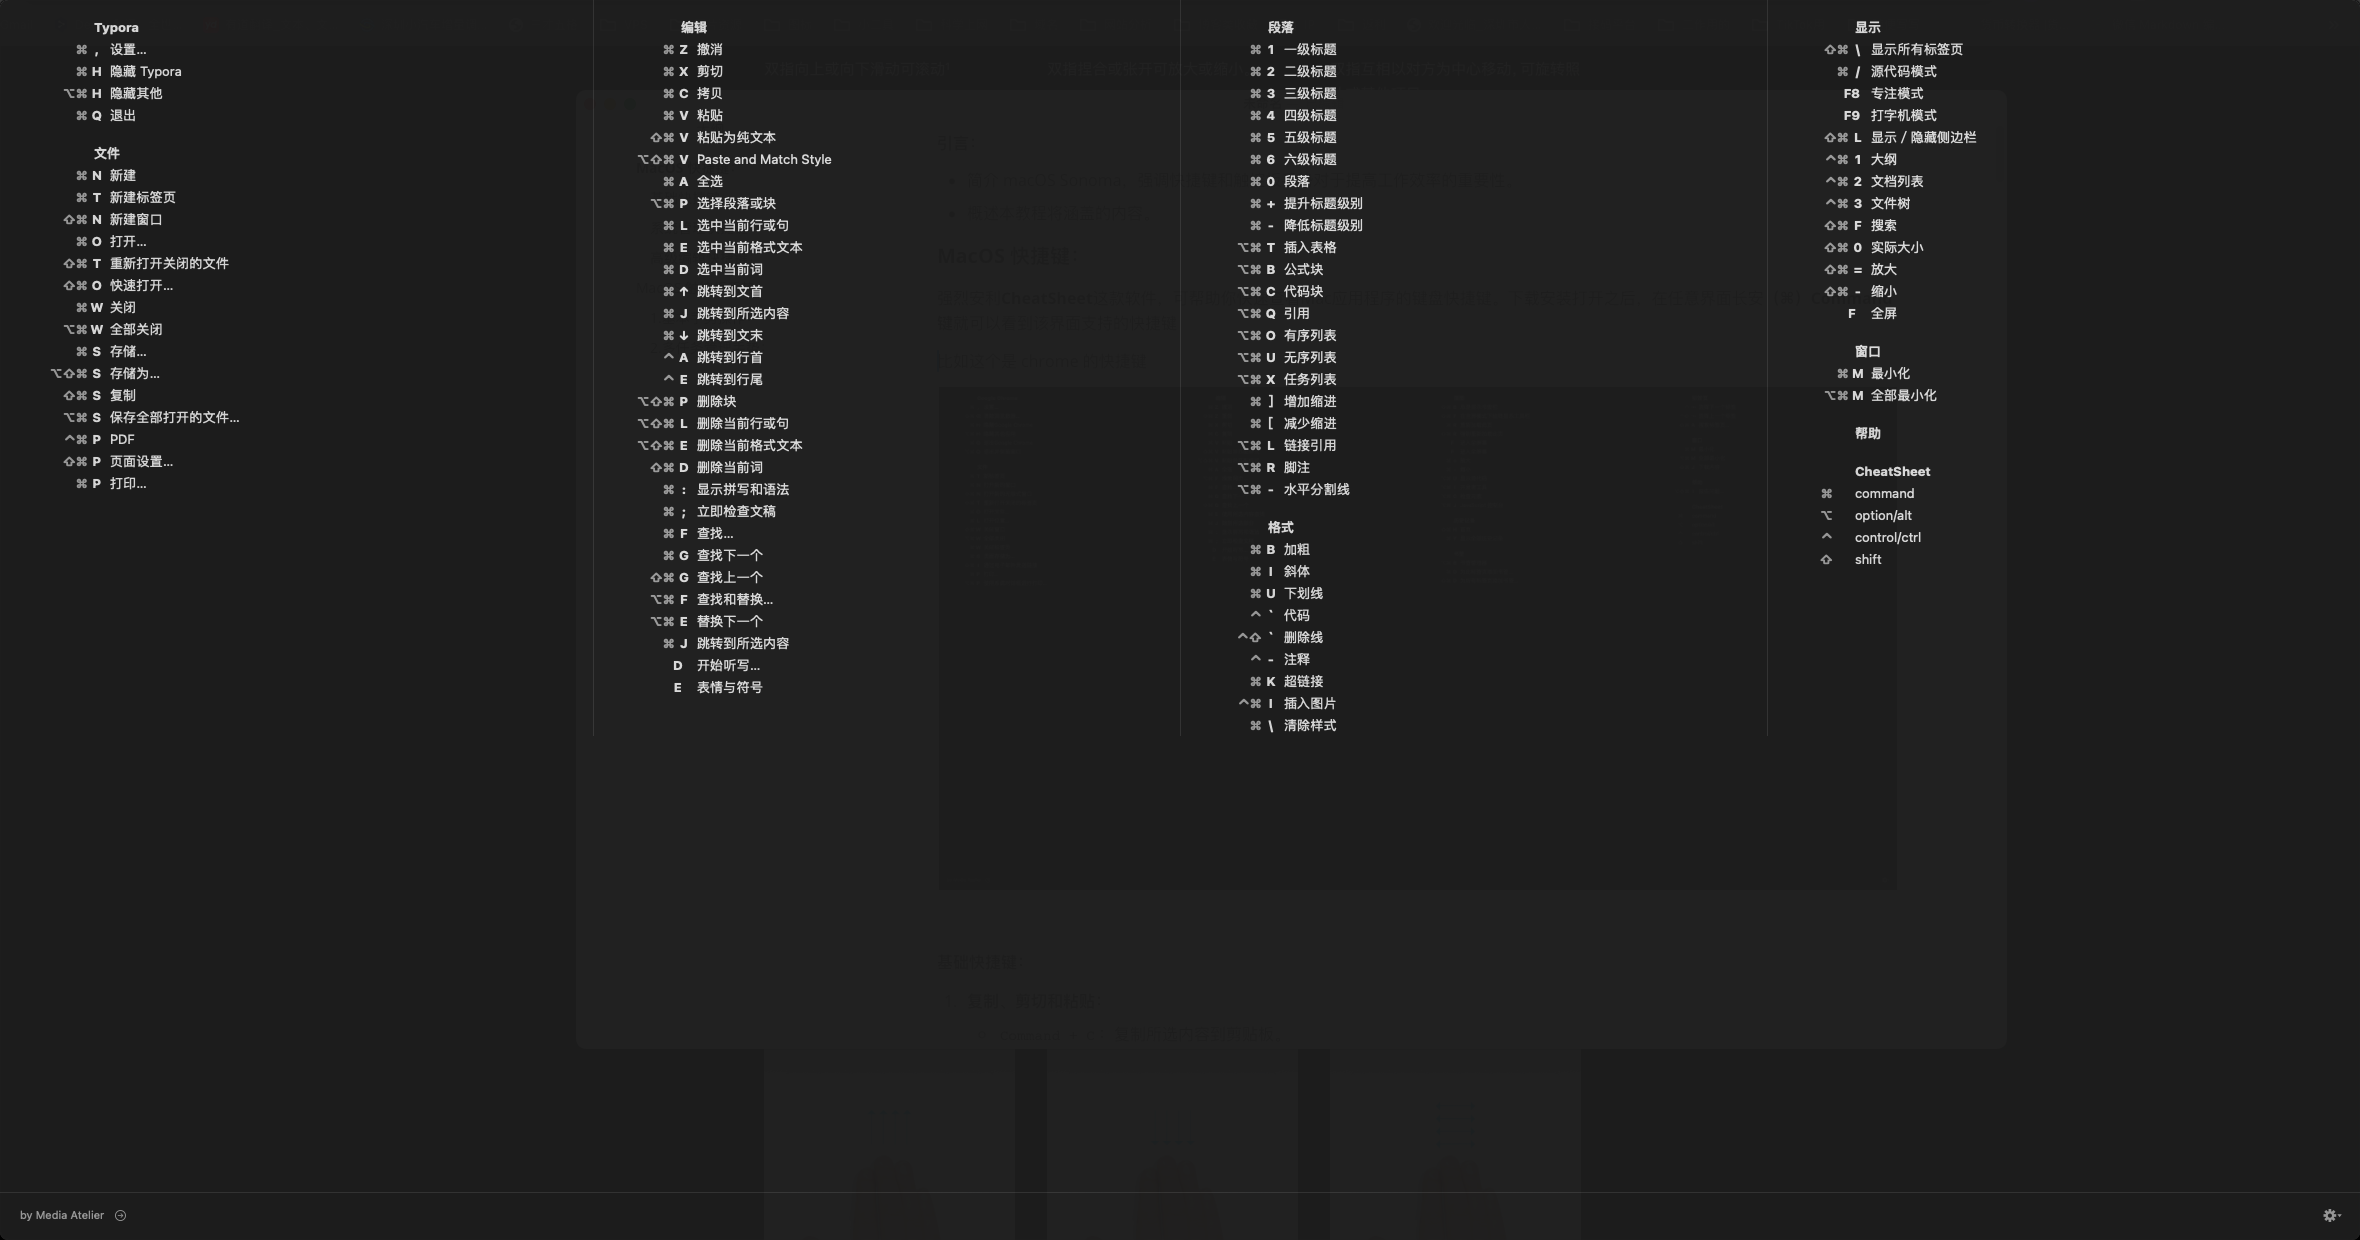 Typora
⌘ , 设置...
⌘ H 隐藏 Typora
⌥⌘ H 隐藏其他
⌘ Q 退出
文件
⌘ N 新建
⌘ T 新建标签页
⇧⌘ N 新建窗口
⌘ O 打开...
⇧⌘ T 重新打开关闭的文件
⇧⌘ O 快速打开...
⌘ W 关闭
⌥⌘ W 全部关闭
⌘ S 存储...
⌥⇧⌘ S 存储为...
⇧⌘ S 复制
⌥⌘ S 保存全部打开的文件...
^⌘ P PDF
⇧⌘ P 页面设置...
⌘ P 打印...
编辑
⌘ Z 撤消
⌘ X 剪切
⌘ C 拷贝
⌘ V 粘贴
⇧⌘ V 粘贴为纯文本
⌥⇧⌘ V Paste and Match Style
⌘ A 全选
⌥⌘ P 选择段落或块
⌘ L 选中当前行或句
⌘ E 选中当前格式文本
⌘ D 选中当前词
⌘ ↑ 跳转到文首
⌘ J 跳转到所选内容
⌘ ↓ 跳转到文末
^ A 跳转到行首
^ E 跳转到行尾
⌥⇧⌘ P 删除块
⌥⇧⌘ L 删除当前行或句
⌥⇧⌘ E 删除当前格式文本
⇧⌘ D 删除当前词
⌘ : 显示拼写和语法
⌘ ; 立即检查文稿
⌘ F 查找...
⌘ G 查找下一个
⇧⌘ G 查找上一个
⌥⌘ F 查找和替换...
⌥⌘ E 替换下一个
⌘ J 跳转到所选内容
D 开始听写...
E 表情与符号
段落
⌘ 1 一级标题
⌘ 2 二级标题
⌘ 3 三级标题
⌘ 4 四级标题
⌘ 5 五级标题
⌘ 6 六级标题
⌘ 0 段落
⌘ + 提升标题级别
⌘ - 降低标题级别
⌥⌘ T 插入表格
⌥⌘ B 公式块
⌥⌘ C 代码块
⌥⌘ Q 引用
⌥⌘ O 有序列表
⌥⌘ U 无序列表
⌥⌘ X 任务列表
⌘ ] 增加缩进
⌘ [ 减少缩进
⌥⌘ L 链接引用
⌥⌘ R 脚注
⌥⌘ - 水平分割线
格式
⌘ B 加粗
⌘ I 斜体
⌘ U 下划线
^ ` 代码
^⇧ ` 删除线
^ - 注释
⌘ K 超链接
^⌘ I 插入图片
⌘ \ 清除样式
显示
⇧⌘ \ 显示所有标签页
⌘ / 源代码模式
F8 专注模式
F9 打字机模式
⇧⌘ L 显示 / 隐藏侧边栏
^⌘ 1 大纲
^⌘ 2 文档列表
^⌘ 3 文件树
⇧⌘ F 搜索
⇧⌘ 0 实际大小
⇧⌘ = 放大
⇧⌘ - 缩小
F 全屏
窗口
⌘ M 最小化
⌥⌘ M 全部最小化
帮助
CheatSheet
⌘ command
⌥ option/alt
^ control/ctrl
⇧ shift
MacOS 快捷键
by Media Atelier